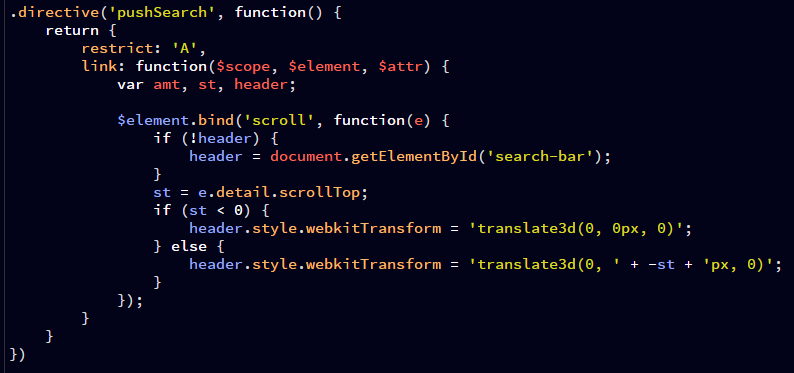 .directive('pushSearch', function() {
    return {
        restrict: 'A',
        link: function($scope, $element, $attr) {
            var amt, st, header;

            $element.bind('scroll', function(e) {
                if (!header) {
                    header = document.getElementById('search-bar');
                }
                st = e.detail.scrollTop;
                if (st < 0) {
                    header.style.webkitTransform = 'translate3d(0, 0px, 0)';
                } else {
                    header.style.webkitTransform = 'translate3d(0, ' + -st + 'px, 0)';
                }
            });
        }
    }
})